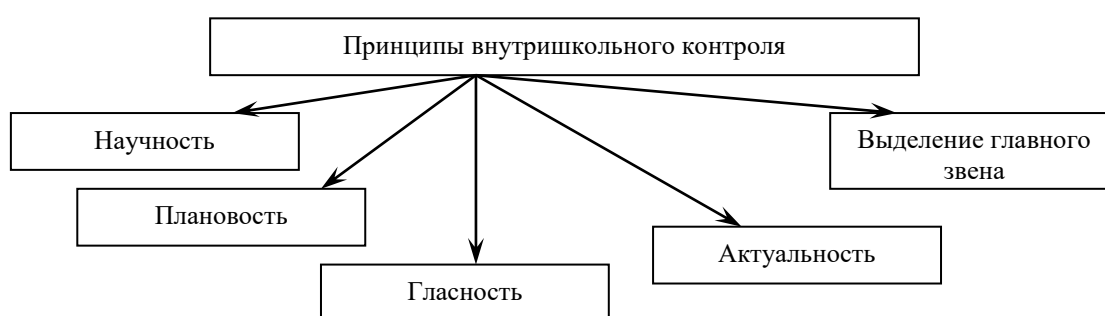 Принципы внутришкольного контроля
Научность
Выделение главного
звена
Плановость
Актуальность
Гласность